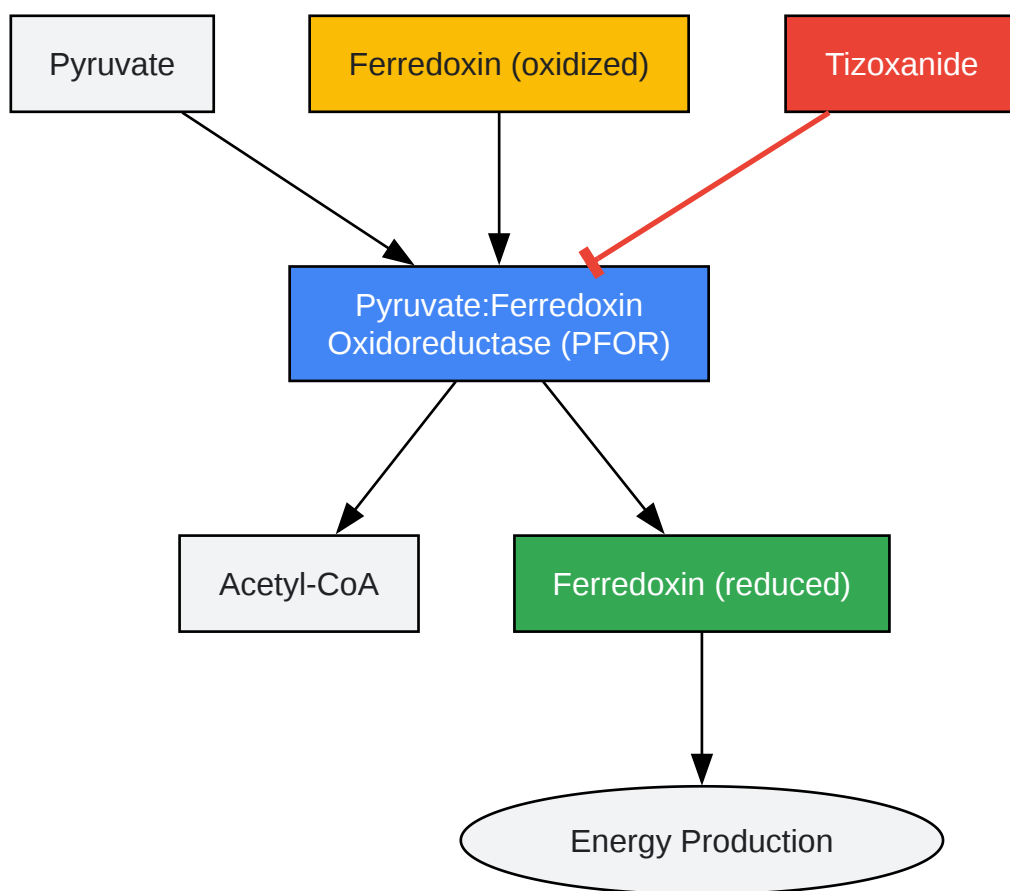 Pyruvate
Ferredoxin (oxidized)
Tizoxanide
Pyruvate:Ferredoxin
Oxidoreductase (PFOR)
Acetyl-CoA
Ferredoxin (reduced)
Energy Production